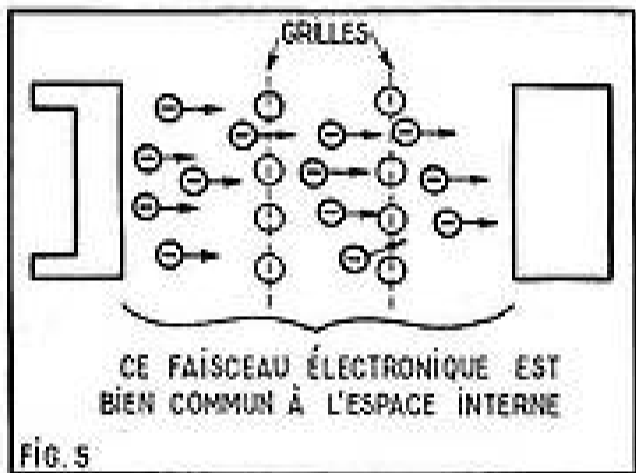 GRILLES
CE FAISCEAU ÉLECTRONIQUE EST
BIEN COMMUN À L'ESPACE INTERNE
FIG. 5